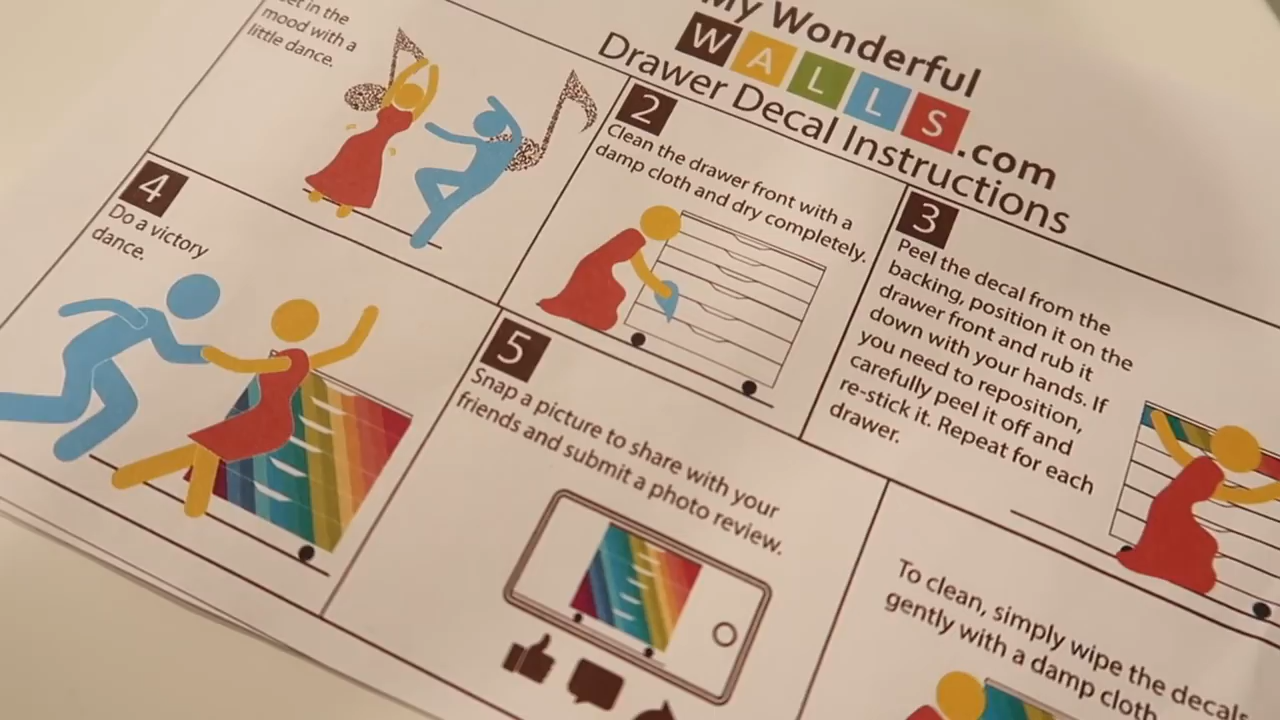 My Wonderful
WALLS
.com
Drawer Decal Instructions
in the
mood with a
little dance.
2
Clean the drawer front with a
damp cloth and dry completely.
3
Peel the decal from the
backing, position it on the
drawer front and rub it
down with your hands. If
you need to reposition,
carefully peel it off and
re-stick it. Repeat for each
drawer.
4
Do a victory
dance.
5
Snap a picture to share with your
friends and submit a photo review.
To clean, simply wipe the decals
gently with a damp cloth